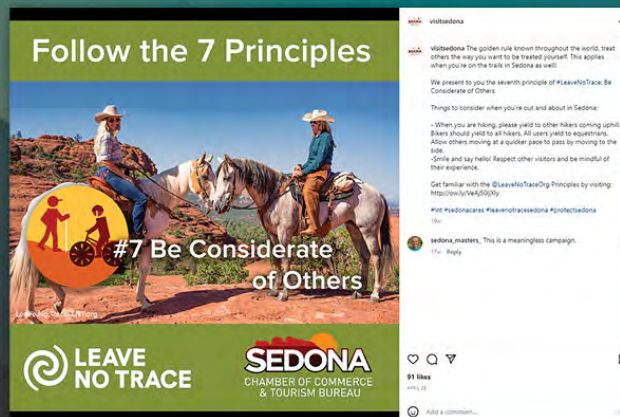 Follow the 7 Principles
#7 Be Considerate
of Others
LEAVE
NO TRACE
SEDONA
CHAMBER OF COMMERCE
& TOURISM BUREAU
visitsedona
visitsedona The golden rule known throughout the world, treat
others the way you want to be treated yourself. This applies
when you're on the trails in Sedona as well!
We present to you the seventh principle of #LeaveNoTrace: Be
Considerate of Others
Things to consider when you're out and about in Sedona:
- When you are hiking, please yield to other hikers coming uphill.
Bikers should yield to all hikers. All users yield to equestrians.
Allow others moving at a quicker pace to pass by moving to the
side.
-Smile and say hello! Respect other visitors and be mindful of
their experience.
Get familiar with the @LeaveNoTraceOrg Principles by visiting:
#lnt #sedonacares #leavenotracesedona #protectsedona
sedona_masters_ This is a meaningless campaign.
Reply
91 likes
Add a comment...